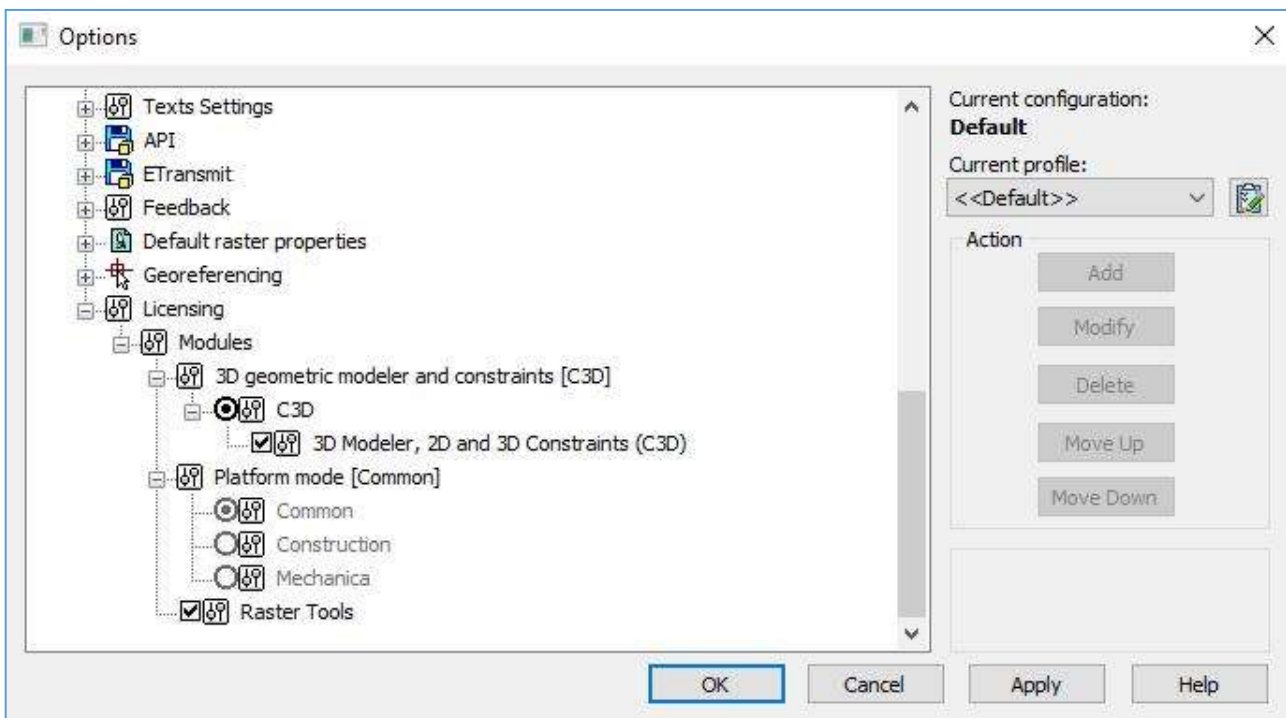 Options
Texts Settings
API
ETransmit
Feedback
Default raster properties
Georeferencing
Licensing
Modules
3D geometric modeler and constraints [C3D]
C3D
3D Modeler, 2D and 3D Constraints (C3D)
Platform mode [Common]
Common
Construction
Mechanica
Raster Tools
Current configuration:
Default
Current profile:
<<Default>>
Action
Add
Modify
Delete
Move Up
Move Down
OK
Cancel
Apply
Help